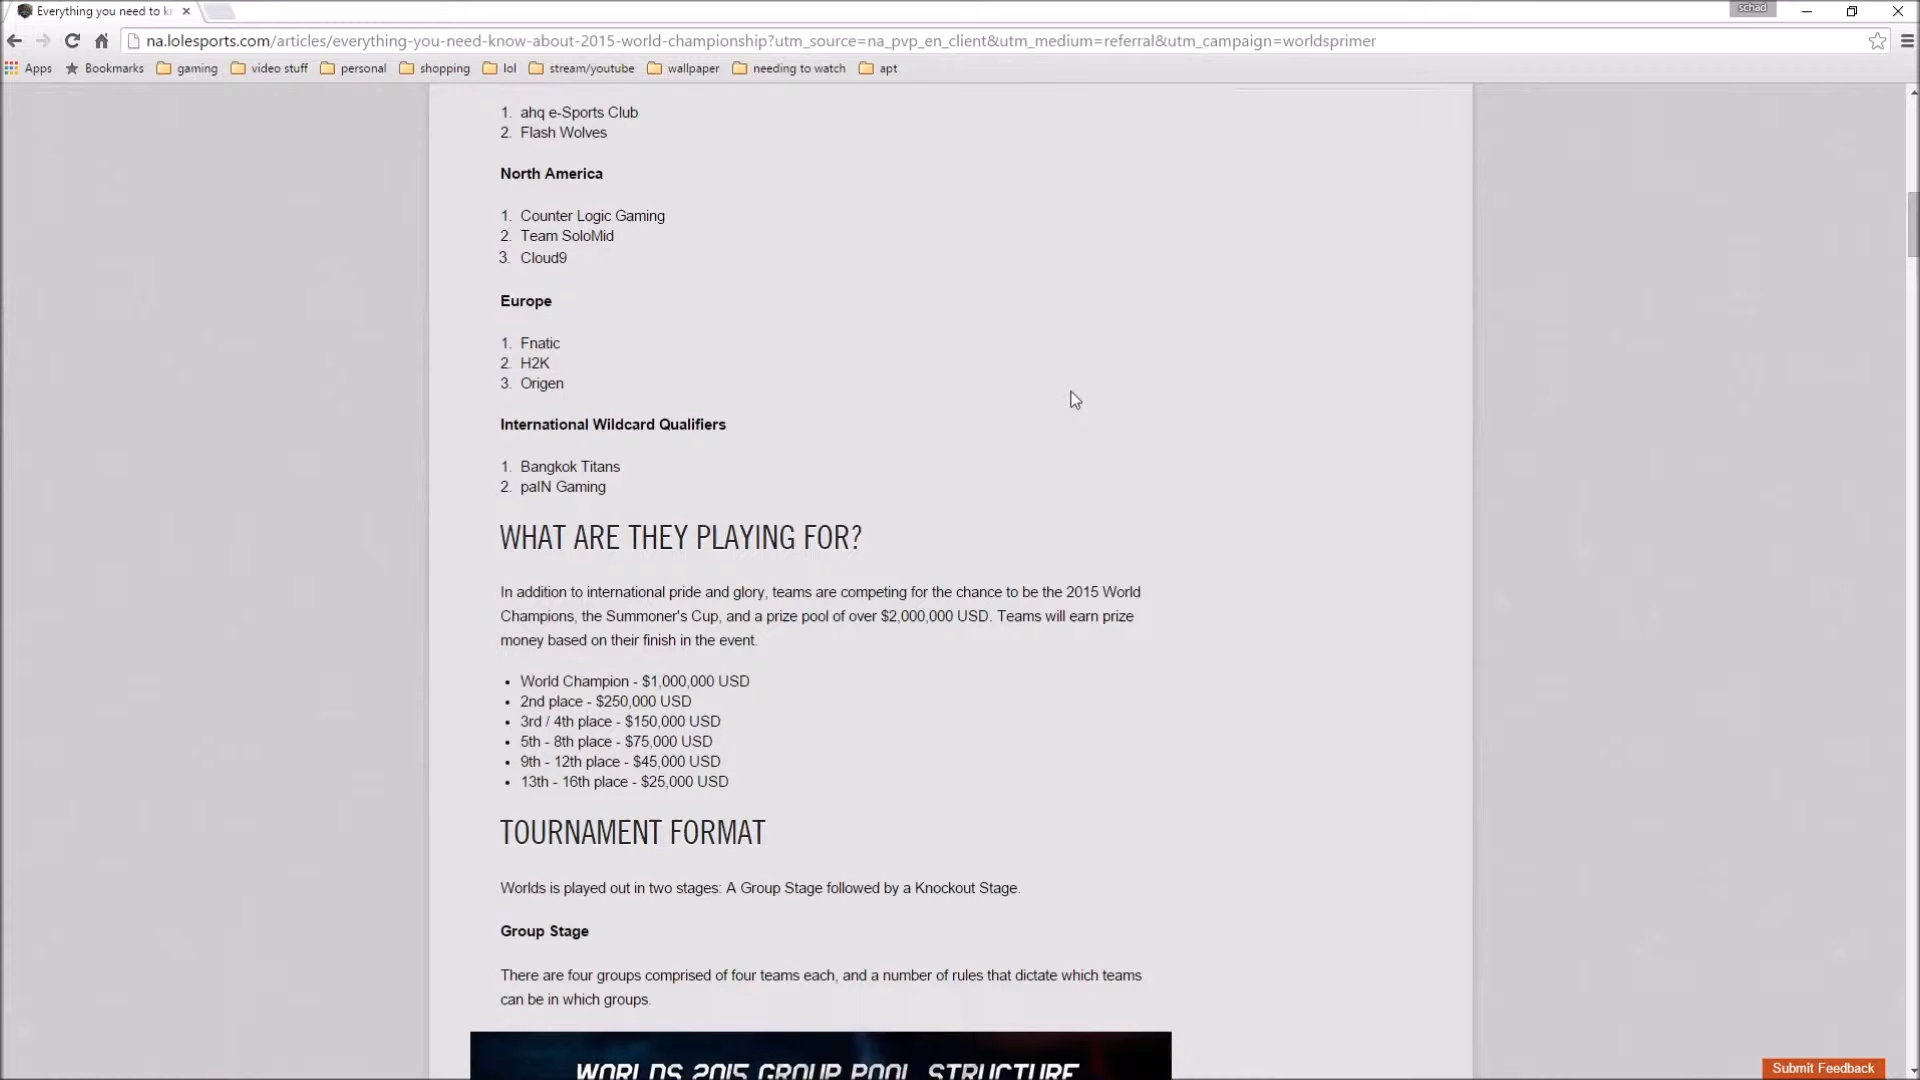 Everything you need to kn
schad
na.lolesports.com/articles/everything-you-need-know-about-2015-world-championship?utm_source=na_pvp_en_client&utm_medium=referral&utm_campaign=worldsprimer
Apps Bookmarks gaming video stuff personal shopping lol stream/youtube wallpaper needing to watch apt
1. ahq e-Sports Club
2. Flash Wolves
North America
1. Counter Logic Gaming
2. Team SoloMid
3. Cloud9
Europe
1. Fnatic
2. H2K
3. Origen
International Wildcard Qualifiers
1. Bangkok Titans
2. paIN Gaming
WHAT ARE THEY PLAYING FOR?
In addition to international pride and glory, teams are competing for the chance to be the 2015 World
Champions, the Summoner's Cup, and a prize pool of over $2,000,000 USD. Teams will earn prize
money based on their finish in the event.
• World Champion - $1,000,000 USD
• 2nd place - $250,000 USD
• 3rd / 4th place - $150,000 USD
• 5th - 8th place - $75,000 USD
• 9th - 12th place - $45,000 USD
• 13th - 16th place - $25,000 USD
TOURNAMENT FORMAT
Worlds is played out in two stages: A Group Stage followed by a Knockout Stage.
Group Stage
There are four groups comprised of four teams each, and a number of rules that dictate which teams
can be in which groups.
WORLDS 2015 GROUP POOL STRUCTURE
Submit Feedback